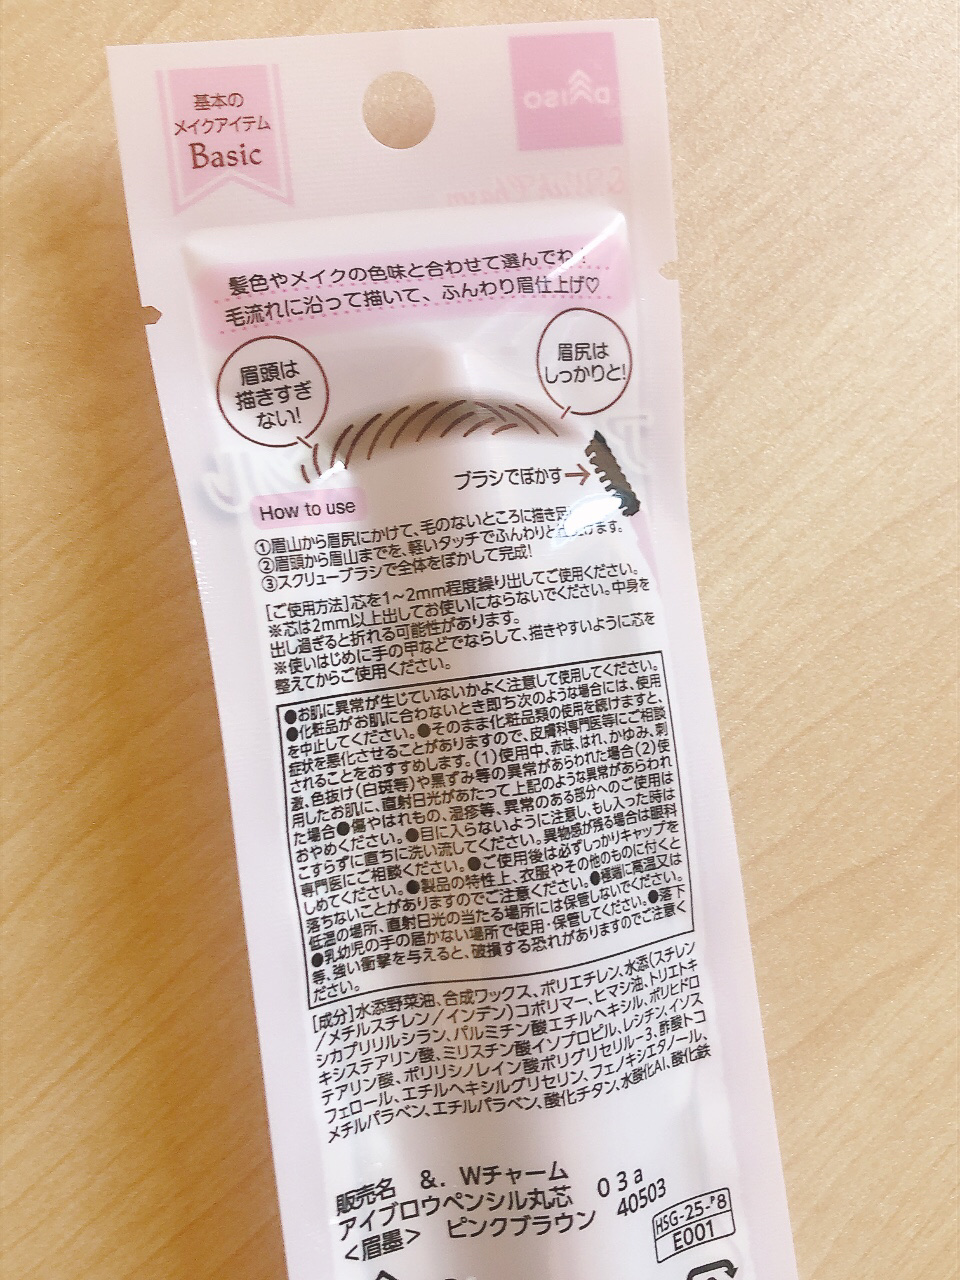 基本の
メイクアイテム
Basic
DAISO
髪色やメイクの色味と合わせて選んでね!
毛流れに沿って描いて、ふんわり眉仕上げ♡
眉頭は
描きすぎ
ない!
眉尻は
しっかりと!
ブラシでぼかす→
How to use
①眉山から眉尻にかけて、毛のないところに描き足
②眉頭から眉山までを、軽いタッチでふんわりと仕上げます。
③スクリューブラシで全体をぼかして完成!
[ご使用方法]芯を1~2mm程度繰り出してご使用ください。
※芯は2mm以上出してお使いにならないでください。中身を
出し過ぎると折れる可能性があります。
※使いはじめに手の甲などでならして、描きやすいように芯を
整えてからご使用ください。
●お肌に異常が生じていないかよく注意して使用してください。
●化粧品がお肌に合わないとき即ち次のような場合には、使用
を中止してください。●そのまま化粧品類の使用を続けますと、
症状を悪化させることがありますので、皮膚科専門医等にご相談
されることをおすすめします。(1)使用中、赤味、はれ、かゆみ、刺
激、色抜け(白斑等)や黒ずみ等の異常があらわれた場合(2)使
用したお肌に、直射日光があたって上記のような異常があらわれ
た場合●傷やはれもの、湿疹等、異常のある部分へのご使用は
おやめください。●目に入らないように注意し、もし入った時は
こすらずに直ちに洗い流してください。異物感が残る場合は眼科
専門医にご相談ください。●ご使用後は必ずしっかりキャップを
しめてください。●製品の特性上、衣服やその他のものに付くと
落ちないことがありますのでご注意ください。●極端に高温又は
低温の場所、直射日光の当たる場所には保管しないでください。
●乳幼児の手の届かない場所で使用・保管してください。●落下
等、強い衝撃を与えると、破損する恐れがありますのでご注意く
ださい。
[成分]水添野菜油、合成ワックス、ポリエチレン、水添(スチレン
/メチルスチレン/インデン)コポリマー、ヒマシ油、トリエトキ
シカプリリルシラン、パルミチン酸エチルヘキシル、ポリヒドロ
キシステアリン酸、ミリスチン酸イソプロピル、レシチン、イソス
テアリン酸、ポリリシノレイン酸ポリグリセリル-3、酢酸トコ
フェロール、エチルヘキシルグリセリン、フェノキシエタノール、
メチルパラベン、エチルパラベン、酸化チタン、水酸化Al、酸化鉄
販売名 &.Wチャーム
アイブロウペンシル丸芯 03a
<眉墨> ピンクブラウン 40503
HSG-25-P8
E001